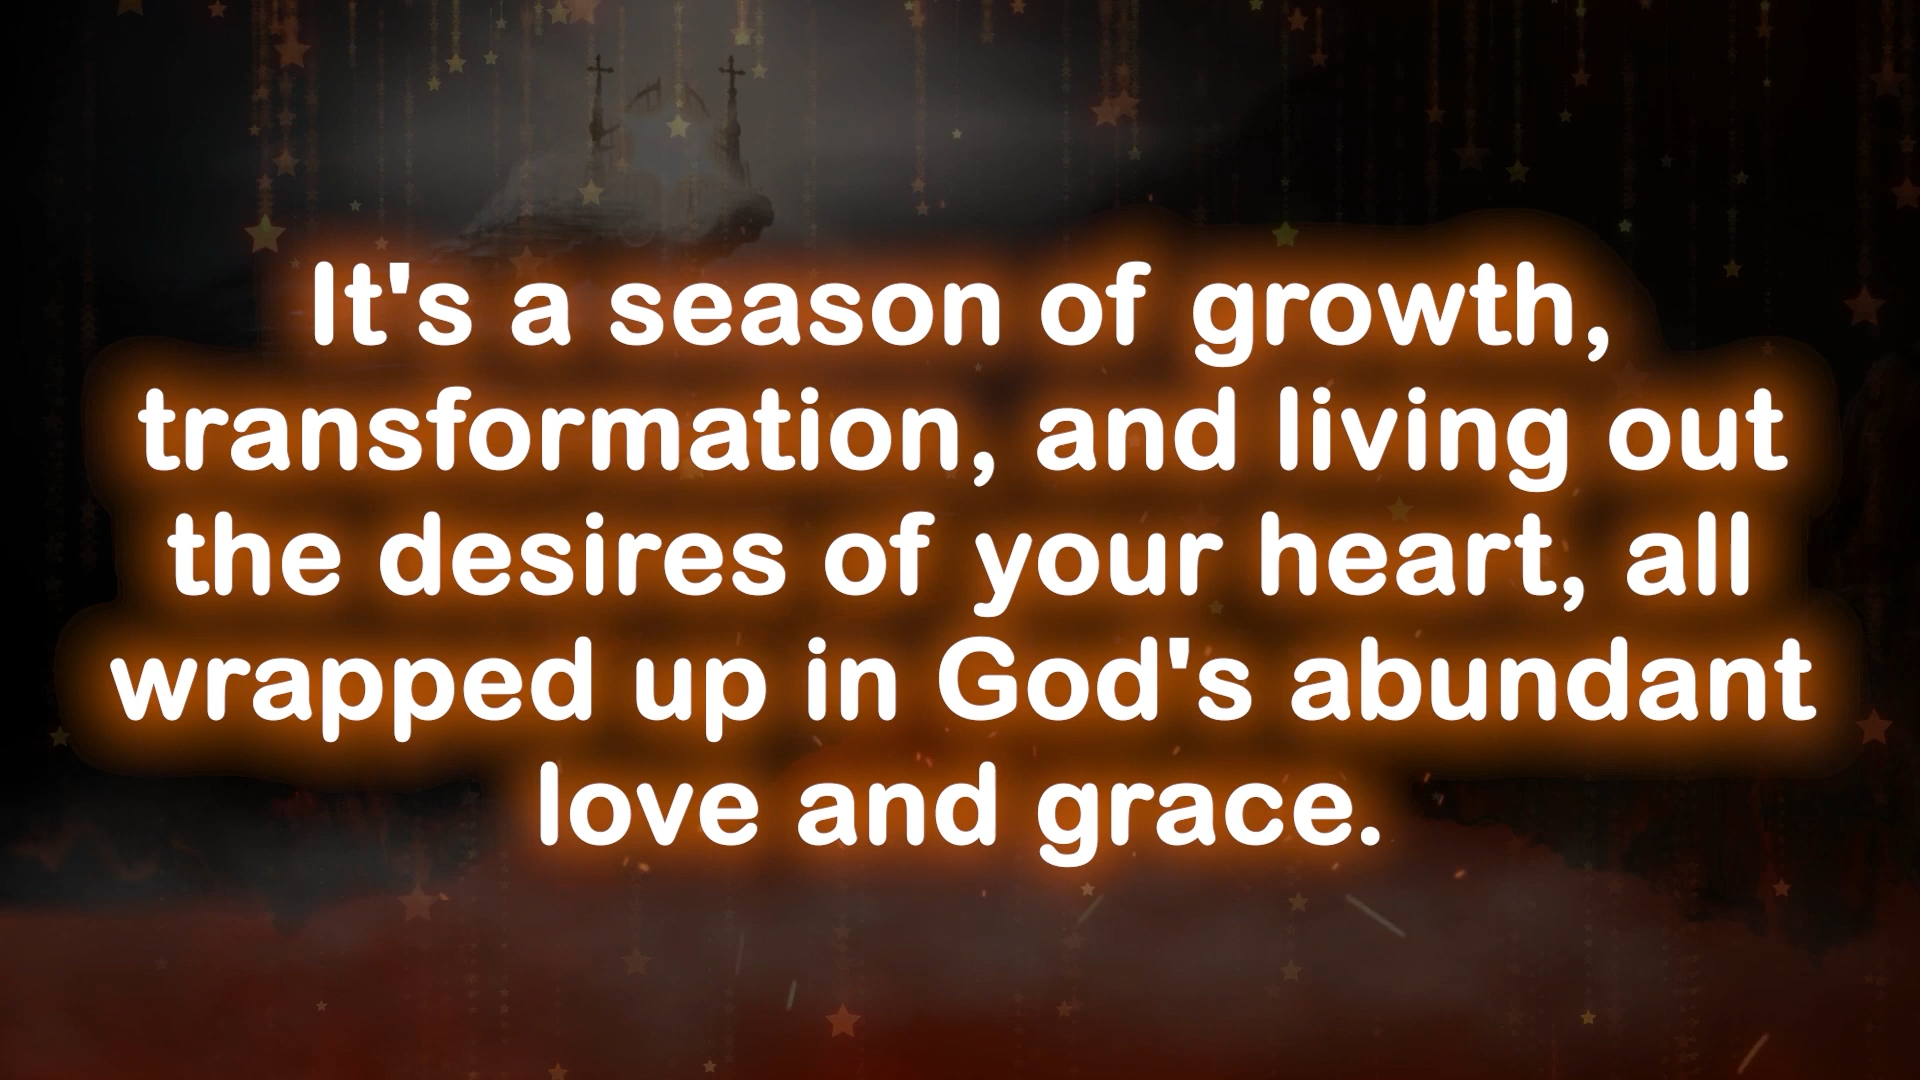 It's a season of growth,
transformation, and living out
the desires of your heart, all
wrapped up in God's abundant
love and grace.